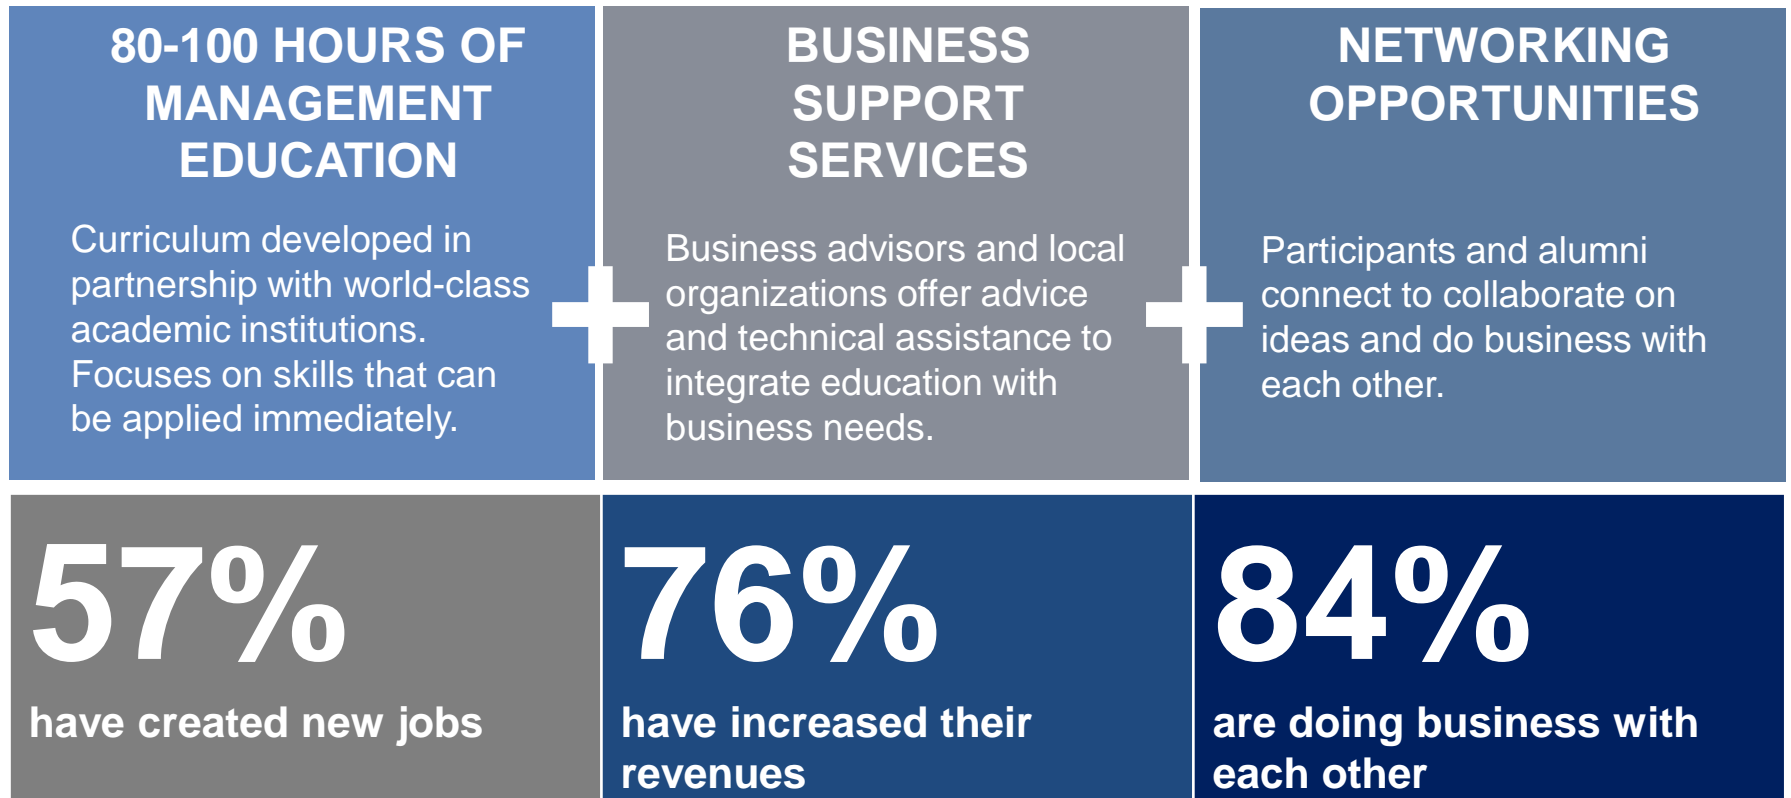 80-100 HOURS OF
MANAGEMENT
EDUCATION
Curriculum developed in
partnership with world-class
academic institutions.
Focuses on skills that can
be applied immediately.
BUSINESS
SUPPORT
SERVICES
Business advisors and local
organizations offer advice
and technical assistance to
integrate education with
business needs.
NETWORKING
OPPORTUNITIES
Participants and alumni
connect to collaborate on
ideas and do business with
each other.
57%
have created new jobs
76%
have increased their
revenues
84%
are doing business with
each other